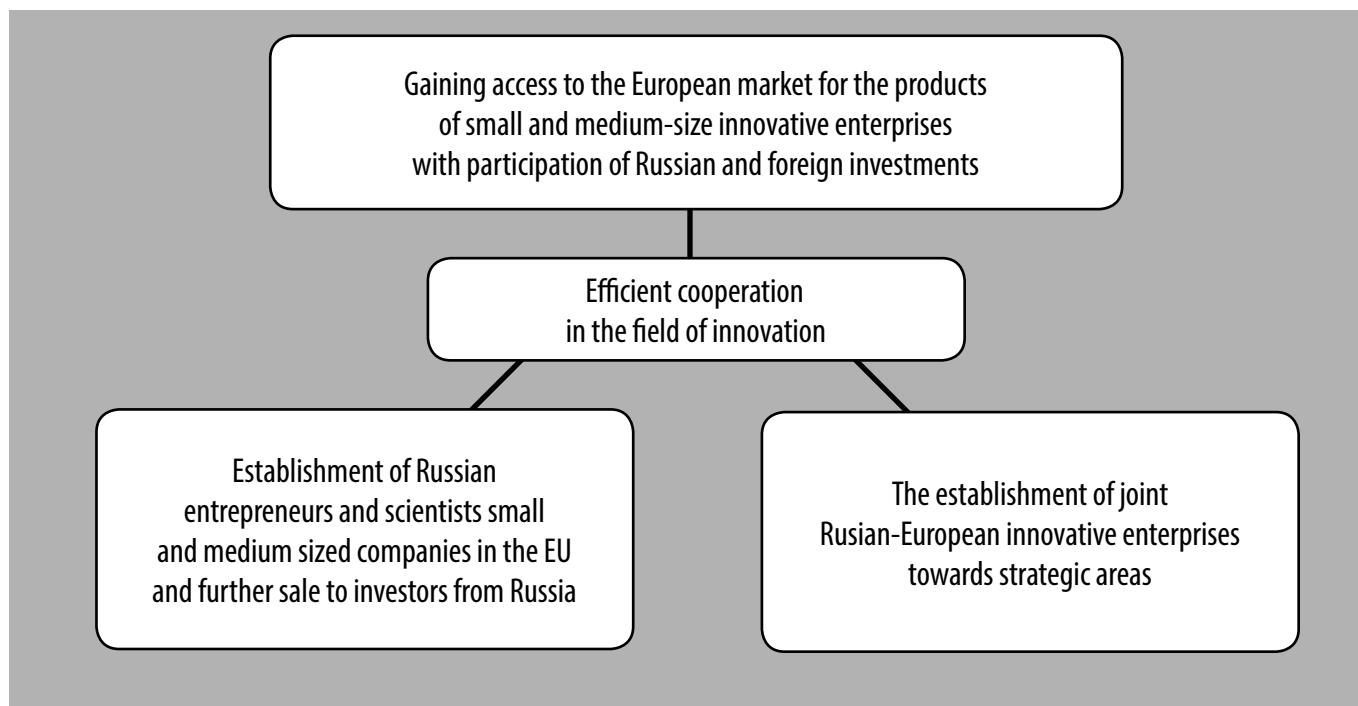 Gaining access to the European market for the products
of small and medium-size innovative enterprises
with participation of Russian and foreign investments
Efficient cooperation
in the field of innovation
Establishment of Russian
entrepreneurs and scientists small
and medium sized companies in the EU
and further sale to investors from Russia
The establishment of joint
Rusian-European innovative enterprises
towards strategic areas